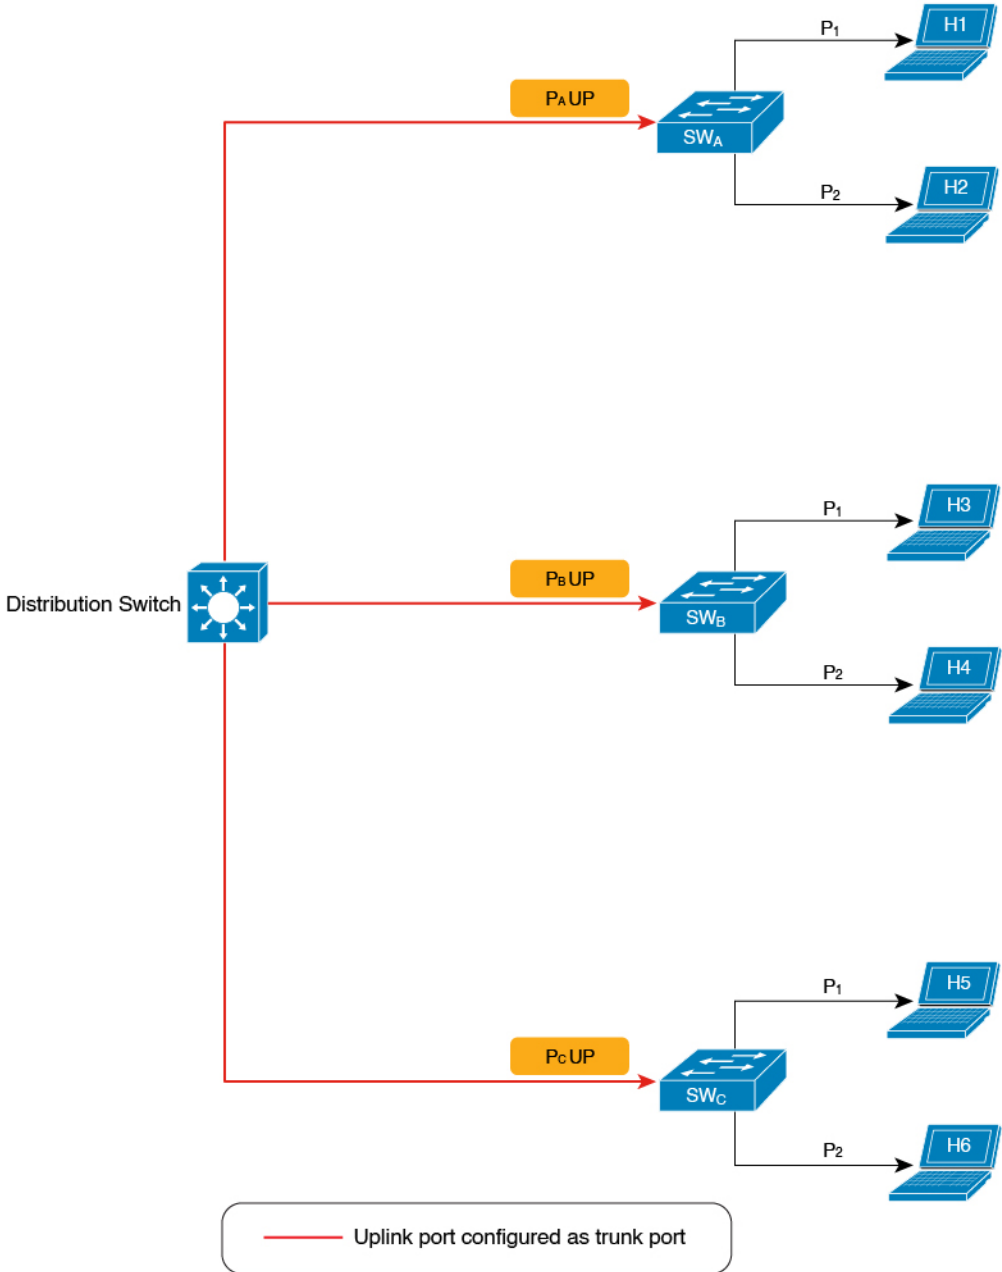 P1
H1
PA UP
SWA
P2
H2
P1
H3
Distribution Switch
PB UP
SWB
P2
H4
P1
H5
PC UP
SWC
P2
H6
Uplink port configured as trunk port